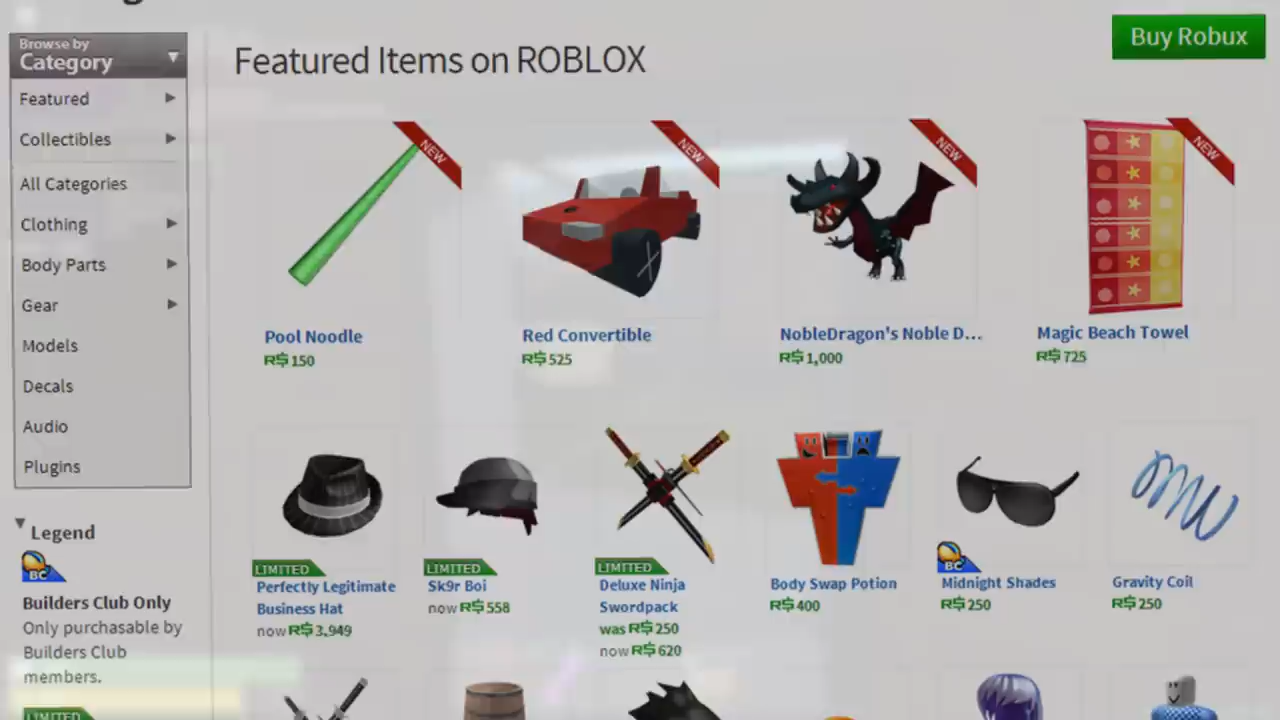 Browse by
Category
Featured
Collectibles
All Categories
Clothing
Body Parts
Gear
Models
Decals
Audio
Plugins
Legend
BC
Builders Club Only
Only purchasable by
Builders Club
members.
LIMITED
Featured Items on ROBLOX
Buy Robux
NEW
NEW
NEW
NEW
Pool Noodle
R$ 150
Red Convertible
R$ 525
NobleDragon's Noble D...
R$ 1,000
Magic Beach Towel
R$ 725
LIMITED
Perfectly Legitimate
Business Hat
now R$ 3,949
LIMITED
Sk9r Boi
now R$ 558
LIMITED
Deluxe Ninja
Swordpack
was R$ 250
now R$ 620
Body Swap Potion
R$ 400
BC
Midnight Shades
R$ 250
Gravity Coil
R$ 250